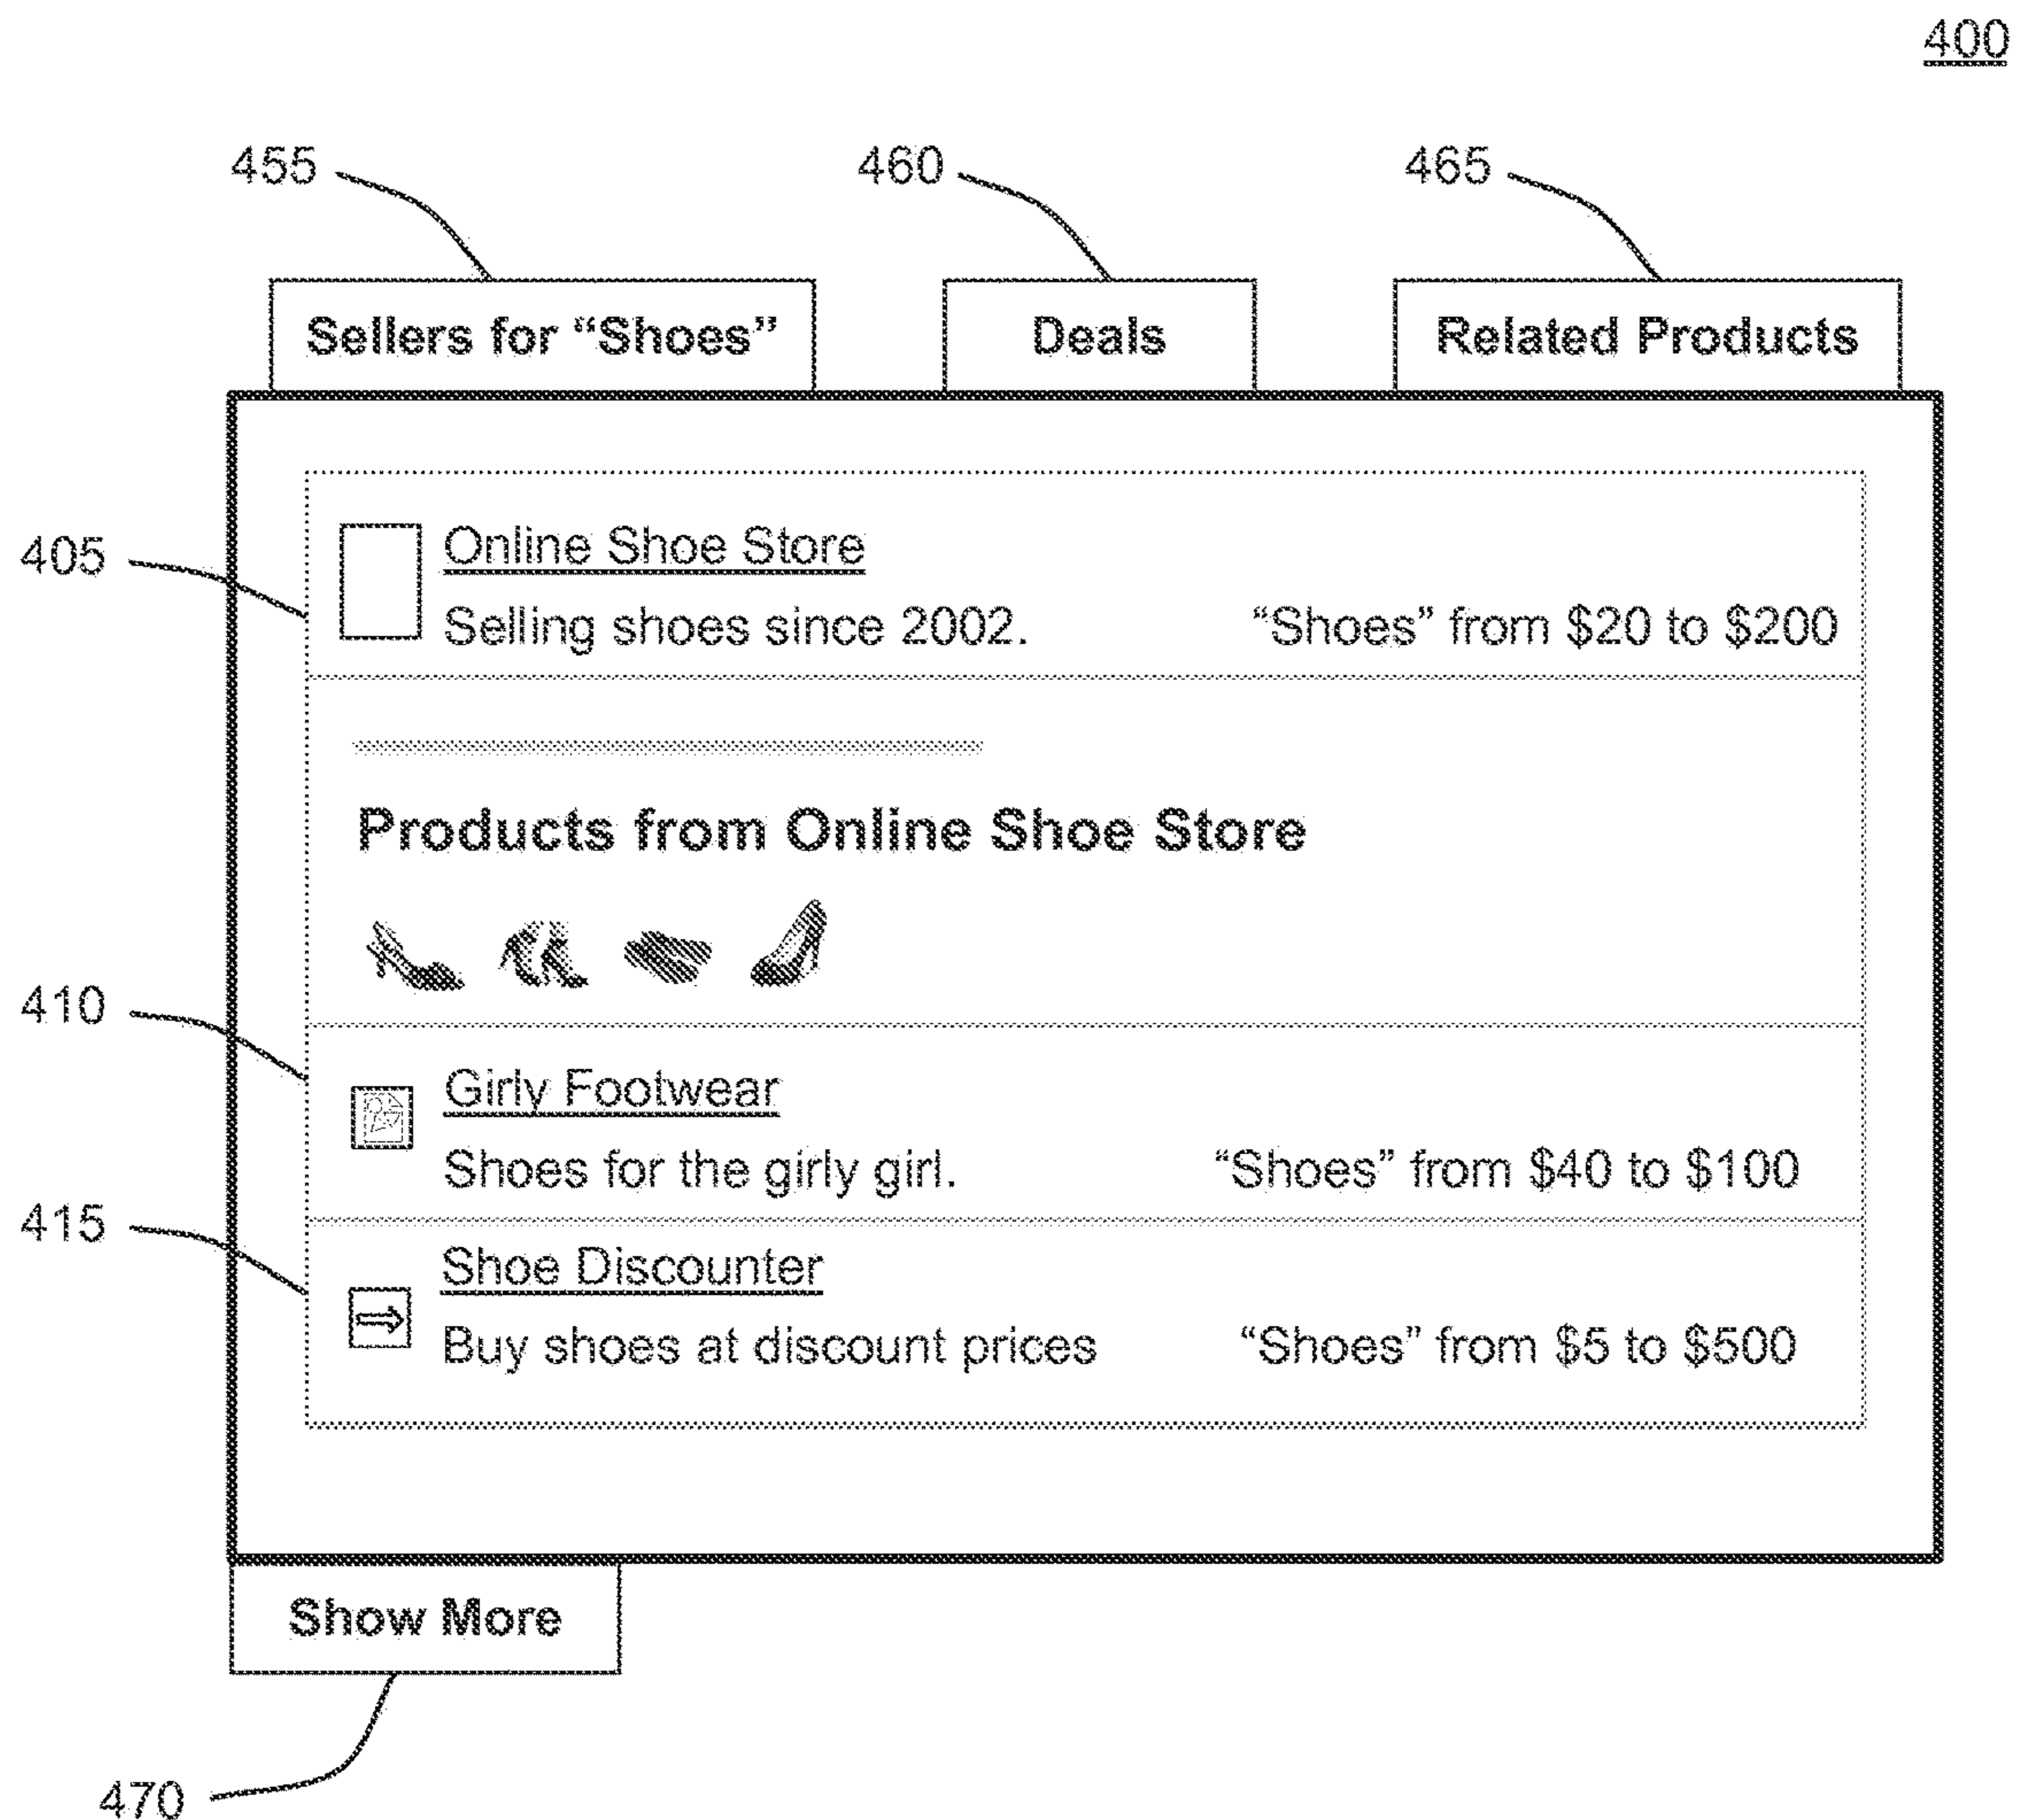 400
455 460 465
Sellers for “Shoes” Deals Related Products
405
Online Shoe Store
Selling shoes since 2002. “Shoes” from $20 to $200
Products from Online Shoe Store
410
Girly Footwear
Shoes for the girly girl. “Shoes” from $40 to $100
415
Shoe Discounter
Buy shoes at discount prices “Shoes” from $5 to $500
Show More
470